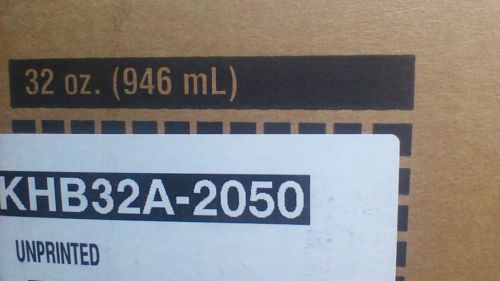 32 oz. (946 mL)
KHB32A-2050
UNPRINTED